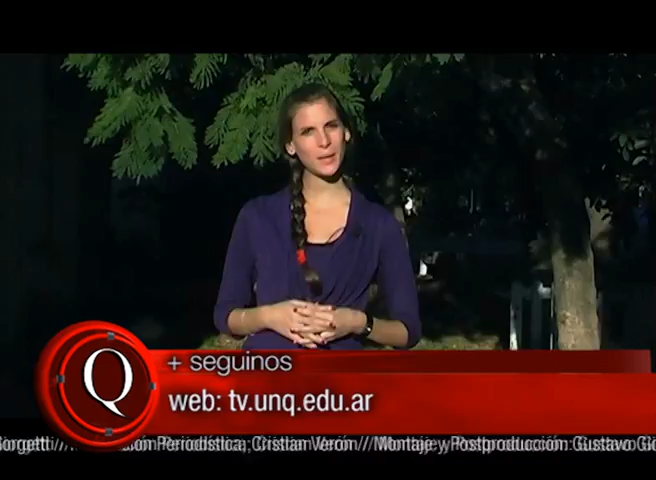 Q
+ seguinos
web: tv.unq.edu.ar
Periodística: Cristian Verón /// Montaje y Postproducción: Gustavo